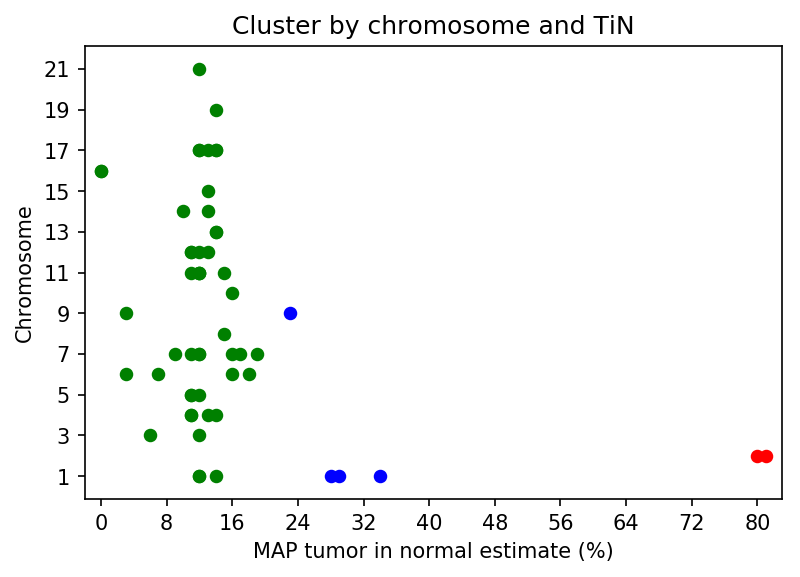 Cluster by chromosome and TiN
21
19
17
15
13
11
9
7
5
3
1
Chromosome
0 8 16 24 32 40 48 56 64 72 80
MAP tumor in normal estimate (%)